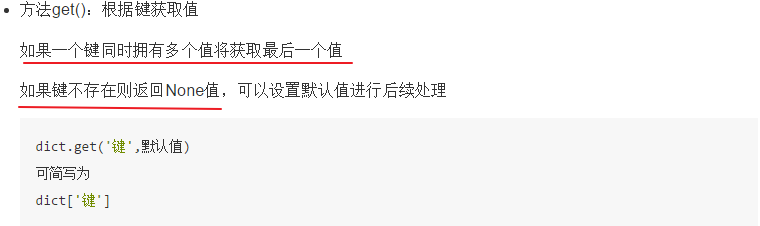 方法get()：根据键获取值
如果一个键同时拥有多个值将获取最后一个值
如果键不存在则返回None值，可以设置默认值进行后续处理
dict.get('键',默认值)
可简写为
dict['键']